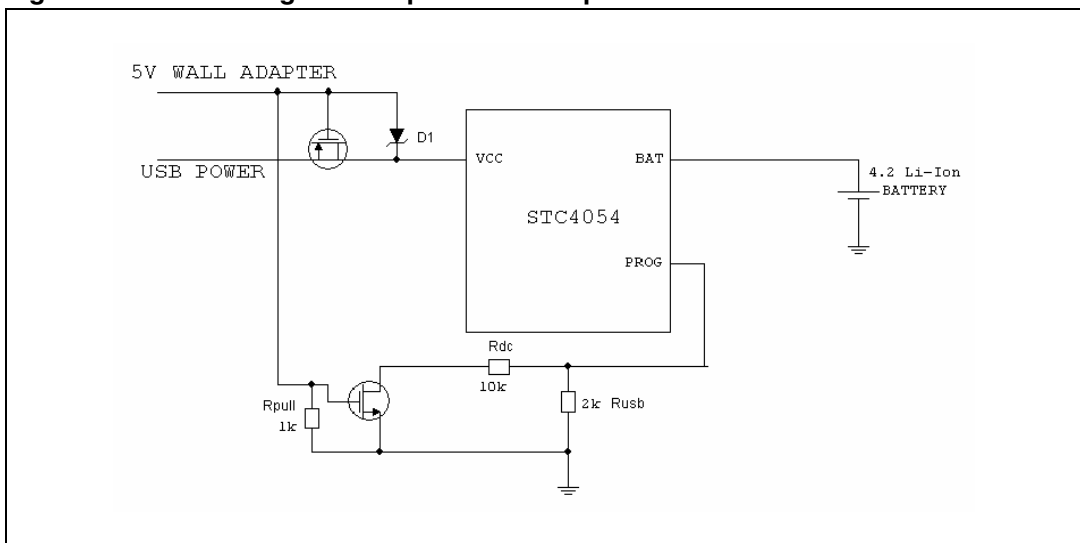 5V WALL ADAPTER
D1
USB POWER
VCC
BAT
4.2 Li-Ion
BATTERY
STC4054
PROG
Rdc
10k
Rpull
1k
2k Rusb